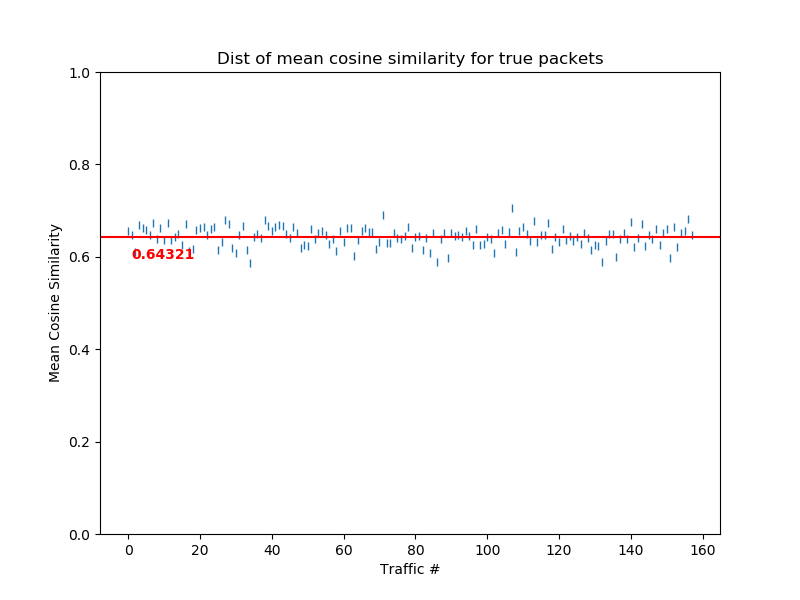 Dist of mean cosine similarity for true packets
1.0
0.8
0.6
0.4
0.2
0.0
Mean Cosine Similarity
0.64321
0 20 40 60 80 100 120 140 160
Traffic #